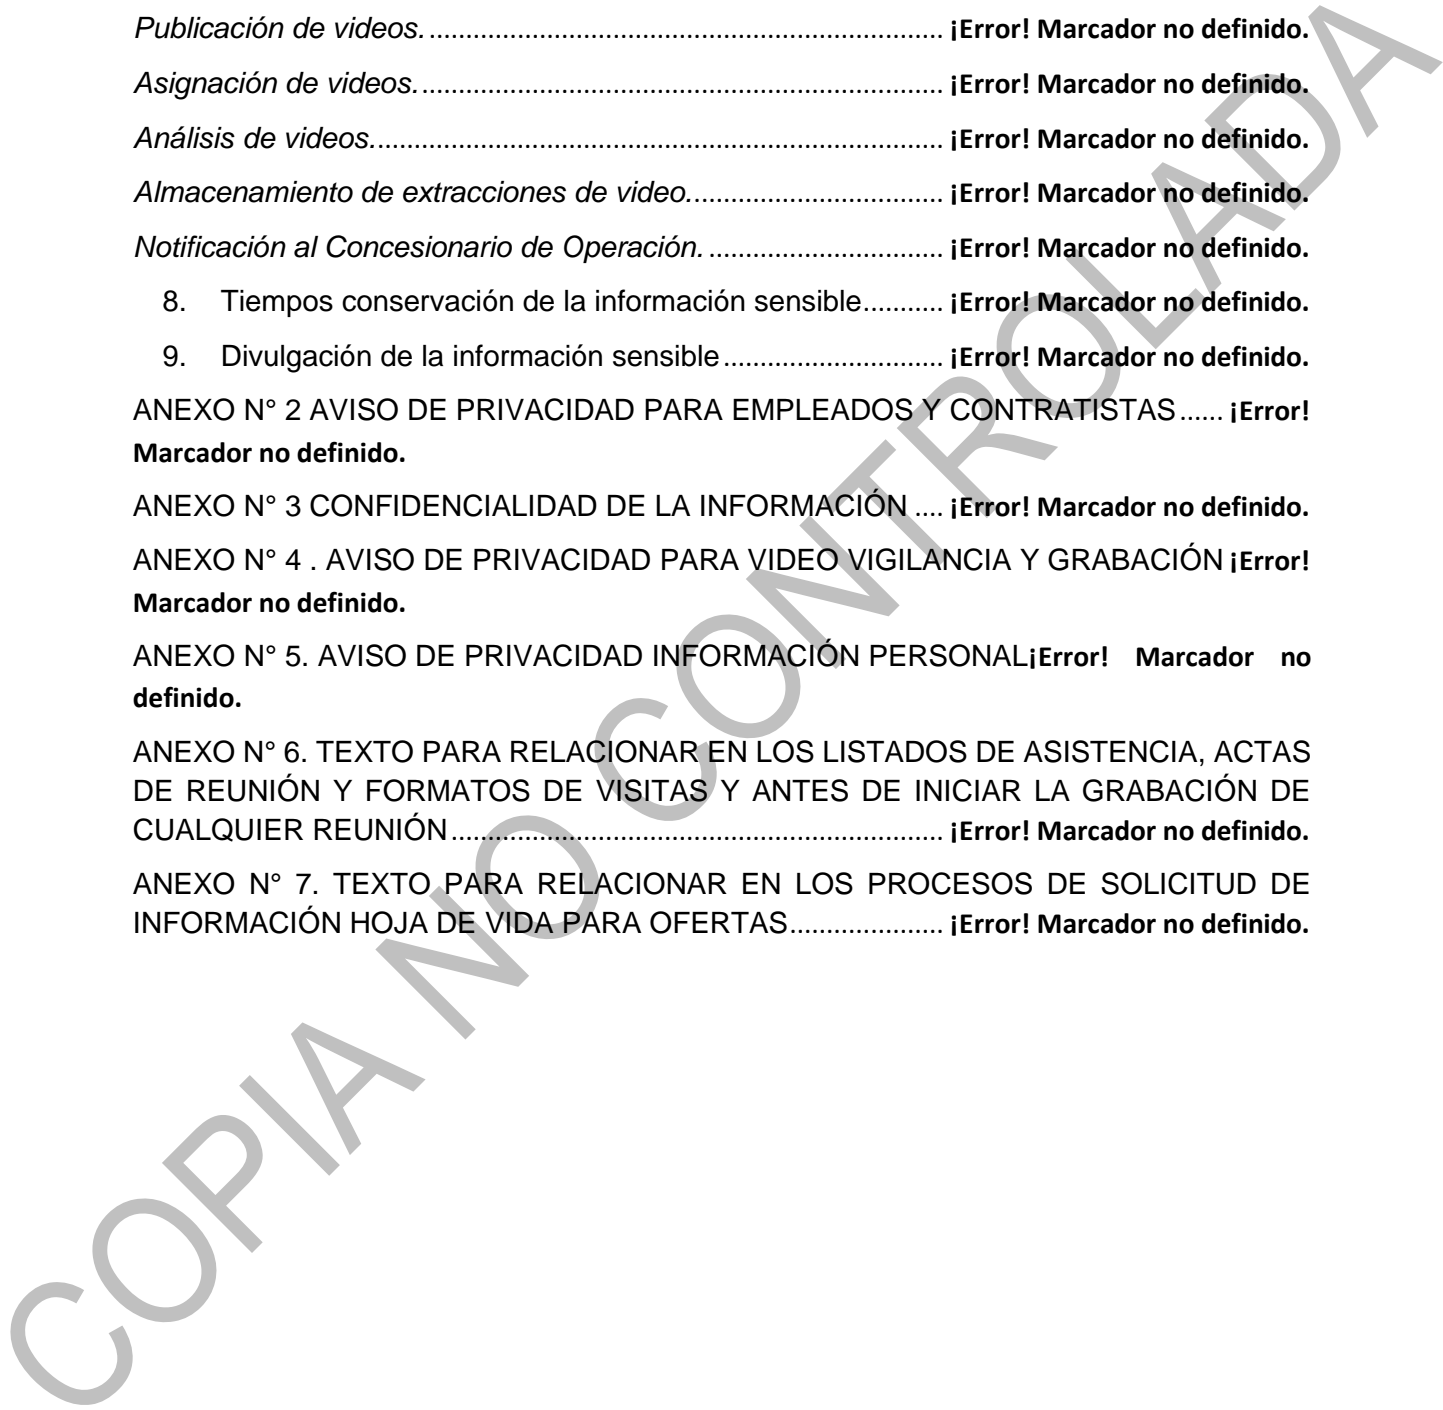 Publicación de videos. ..................................................................... ¡Error! Marcador no definido.
Asignación de videos. ...................................................................... ¡Error! Marcador no definido.
Análisis de videos. ............................................................................ ¡Error! Marcador no definido.
Almacenamiento de extracciones de video. ................................. ¡Error! Marcador no definido.
Notificación al Concesionario de Operación. ............................... ¡Error! Marcador no definido.
8. Tiempos conservación de la información sensible ........... ¡Error! Marcador no definido.
9. Divulgación de la información sensible ............................. ¡Error! Marcador no definido.
ANEXO N° 2 AVISO DE PRIVACIDAD PARA EMPLEADOS Y CONTRATISTAS ...... ¡Error!
Marcador no definido.
ANEXO N° 3 CONFIDENCIALIDAD DE LA INFORMACIÓN .... ¡Error! Marcador no definido.
ANEXO N° 4 . AVISO DE PRIVACIDAD PARA VIDEO VIGILANCIA Y GRABACIÓN ¡Error!
Marcador no definido.
ANEXO N° 5. AVISO DE PRIVACIDAD INFORMACIÓN PERSONAL¡Error! Marcador no
definido.
ANEXO N° 6. TEXTO PARA RELACIONAR EN LOS LISTADOS DE ASISTENCIA, ACTAS
DE REUNIÓN Y FORMATOS DE VISITAS Y ANTES DE INICIAR LA GRABACIÓN DE
CUALQUIER REUNIÓN .................................................................. ¡Error! Marcador no definido.
ANEXO N° 7. TEXTO PARA RELACIONAR EN LOS PROCESOS DE SOLICITUD DE
INFORMACIÓN HOJA DE VIDA PARA OFERTAS .................... ¡Error! Marcador no definido.
COPIA NO CONTROLADA